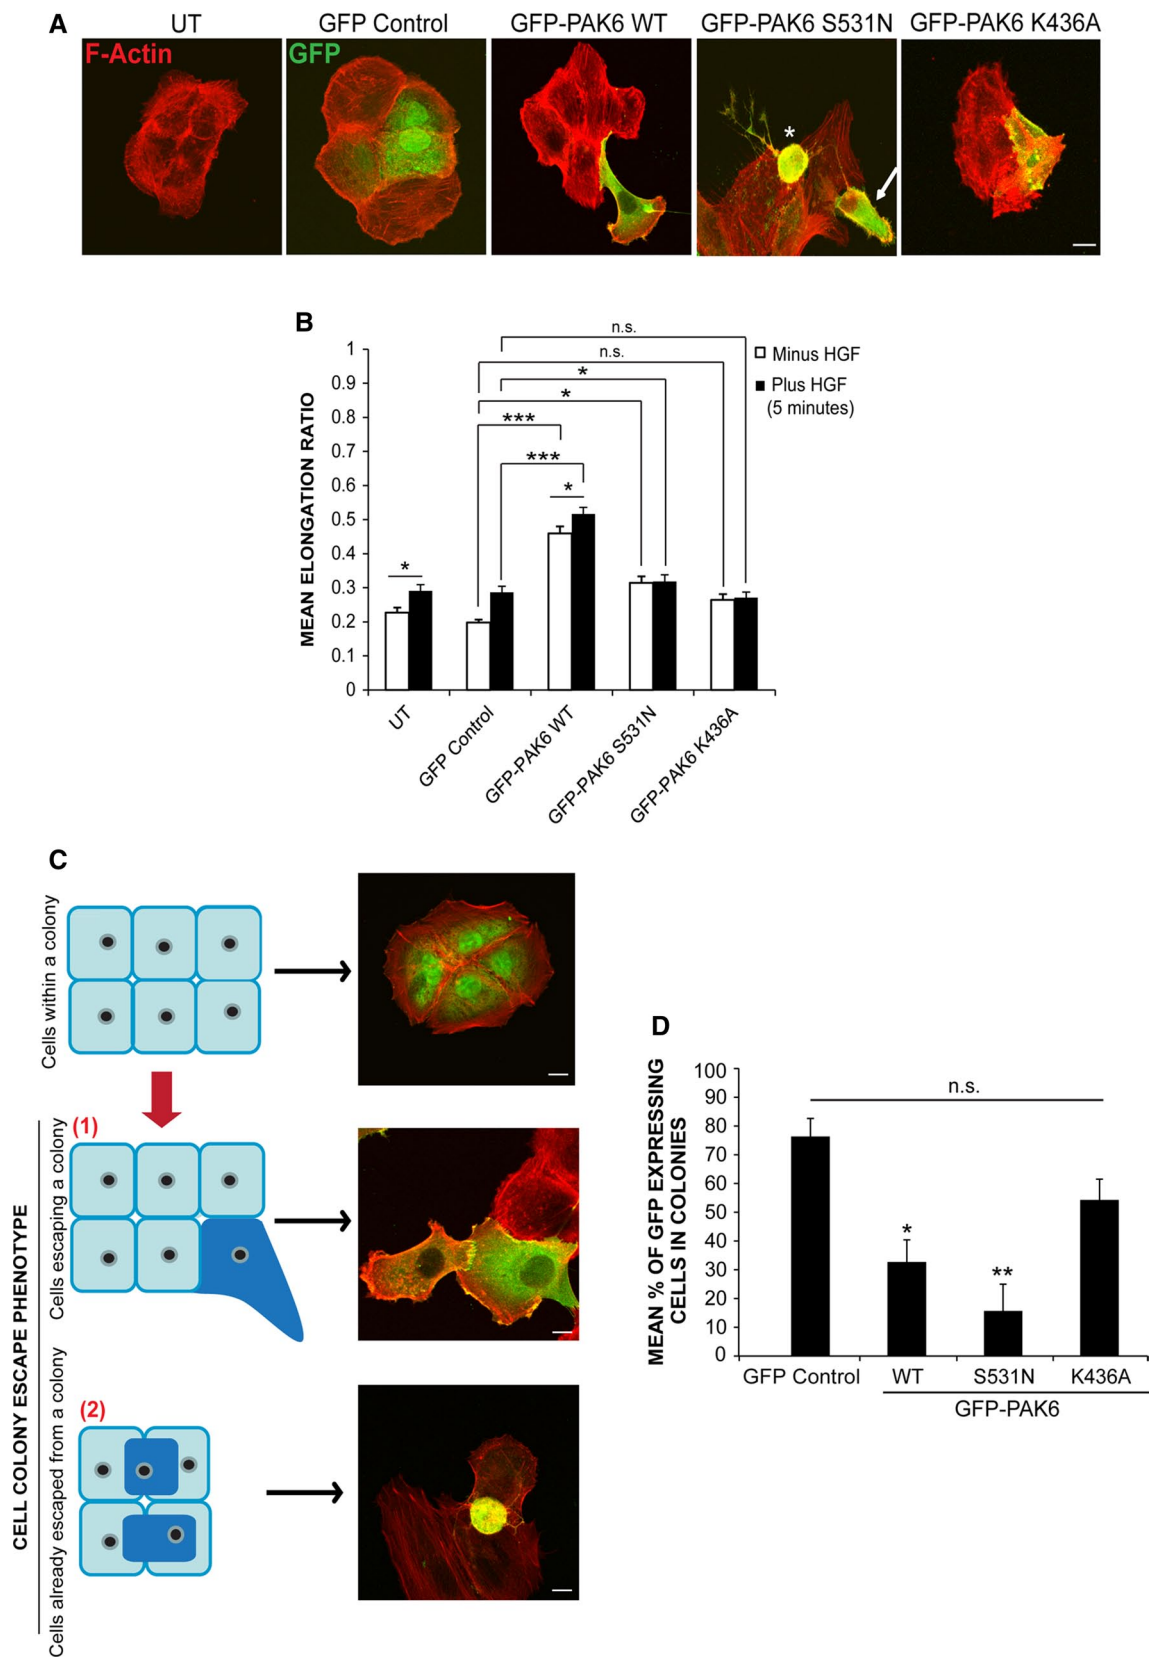 A
UT
GFP Control
GFP-PAK6 WT
GFP-PAK6 S531N
GFP-PAK6 K436A
F-Actin
GFP
*
B
MEAN ELONGATION RATIO
1
0.9
0.8
0.7
0.6
0.5
0.4
0.3
0.2
0.1
0
n.s.
n.s.
*
*
***
***
*
*
Minus HGF
Plus HGF
(5 minutes)
UT
GFP Control
GFP-PAK6 WT
GFP-PAK6 S531N
GFP-PAK6 K436A
C
Cells within a colony
CELL COLONY ESCAPE PHENOTYPE
(1)
Cells escaping a colony
(2)
Cells already escaped from a colony
D
MEAN % OF GFP EXPRESSING
CELLS IN COLONIES
100
90
80
70
60
50
40
30
20
10
0
n.s.
*
**
GFP Control
WT
S531N
K436A
GFP-PAK6